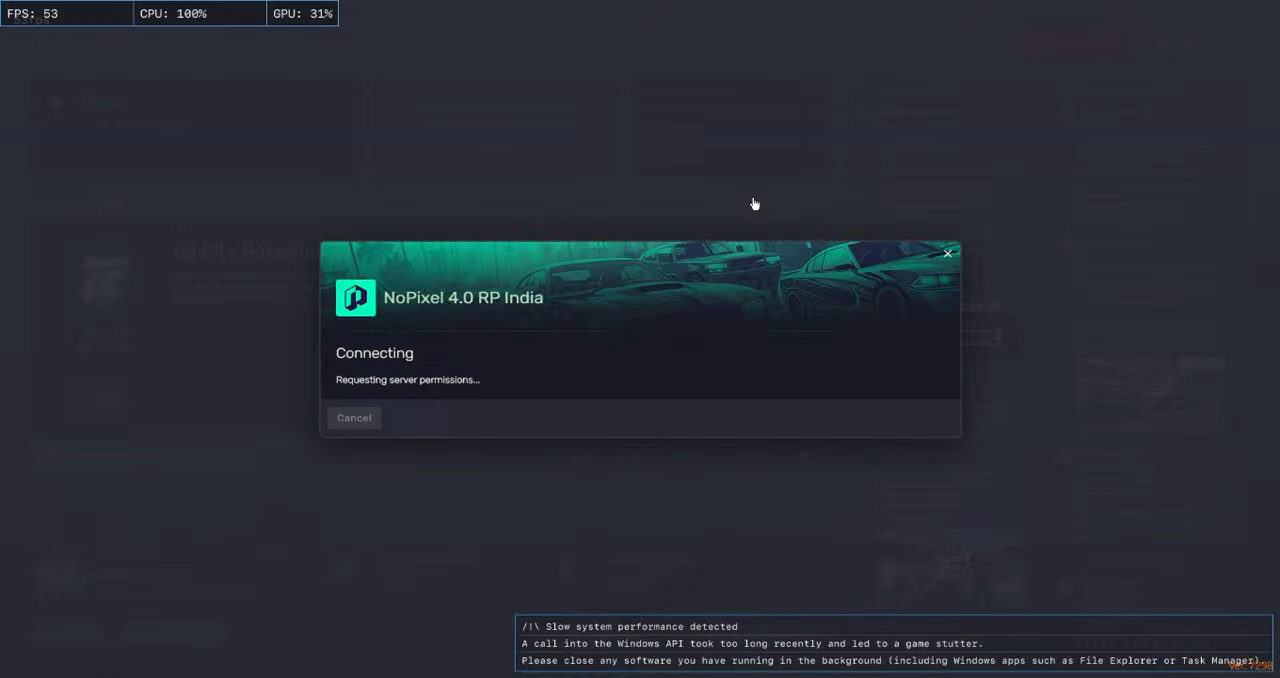 FPS: 53
CPU: 100%
GPU: 31%
NoPixel 4.0 RP India
Connecting
Requesting server permissions...
Cancel
/!\ Slow system performance detected
A call into the Windows API took too long recently and led to a game stutter.
Please close any software you have running in the background (including Windows apps such as File Explorer or Task Manager).
Ver. 7298